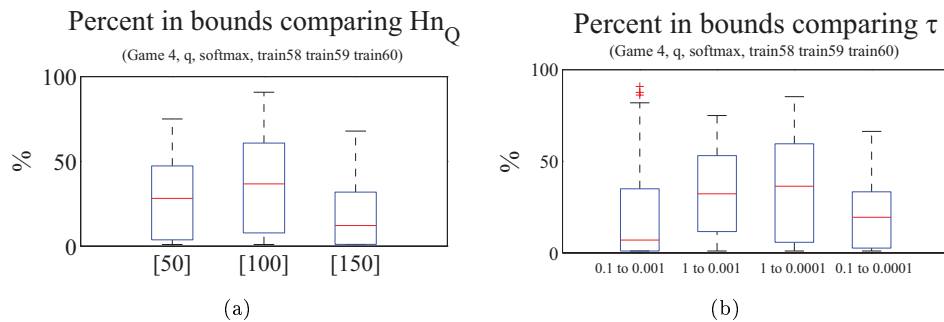 Percent in bounds comparing Hn_Q
(Game 4, q, softmax, train58 train59 train60)
100
50
0
%
[50] [100] [150]
(a)
Percent in bounds comparing τ
(Game 4, q, softmax, train58 train59 train60)
100
50
0
%
0.1 to 0.001 1 to 0.001 1 to 0.0001 0.1 to 0.0001
(b)